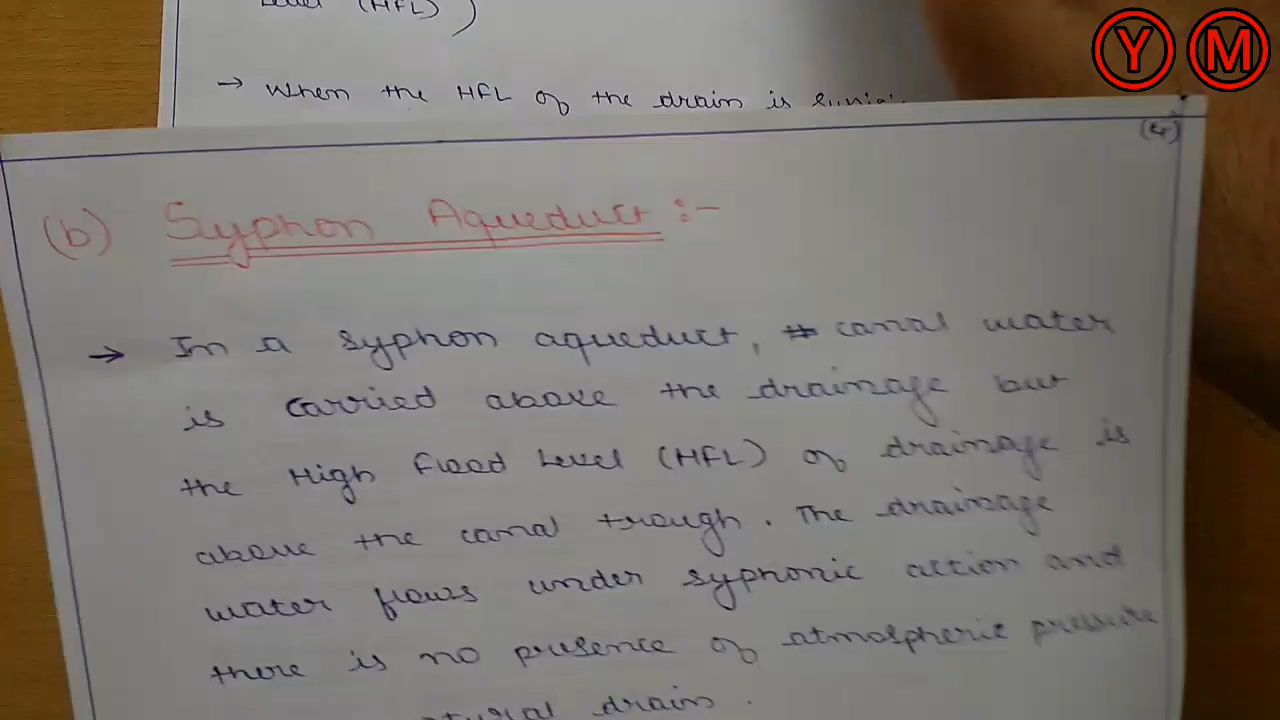 Level (HFL) )
→ When the HFL of the drain is
Y M
(b) Syphon Aqueduct :-
→ In a syphon aqueduct, canal water
is carried above the drainage but
the High Flood Level (HFL) of drainage is
above the canal trough. The drainage
water flows under syphonic action and
there is no presence of atmospheric pressure
drain.